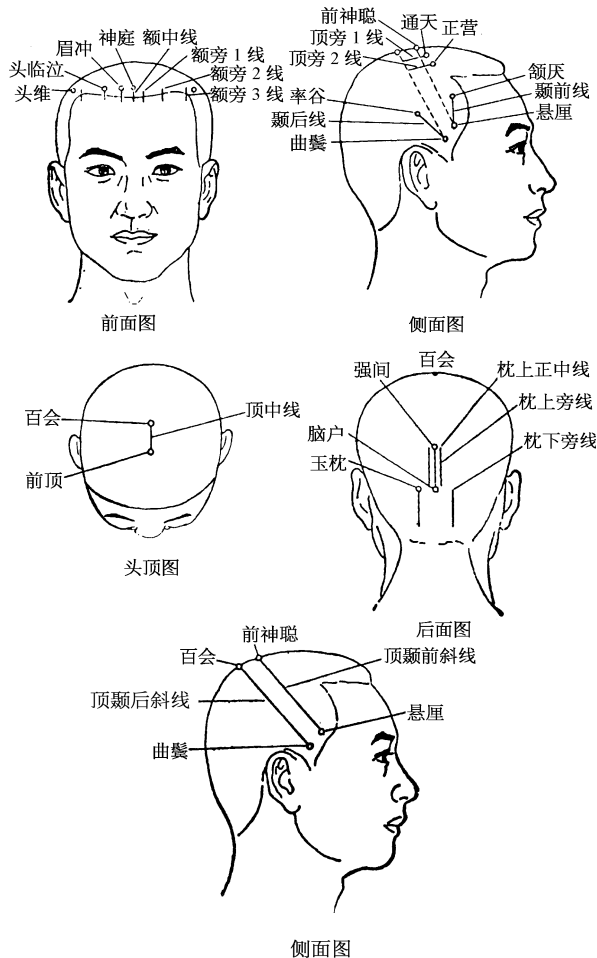 眉冲
神庭
额中线
额旁1线
额旁2线
额旁3线
头临泣
头维
前面图
前神聪
通天
正营
顶旁1线
顶旁2线
率谷
颞后线
曲鬓
颔厌
颞前线
悬厘
侧面图
百会
前顶
顶中线
头顶图
强间
百会
枕上正中线
枕上旁线
枕下旁线
脑户
玉枕
后面图
前神聪
百会
顶颞前斜线
顶颞后斜线
悬厘
曲鬓
侧面图